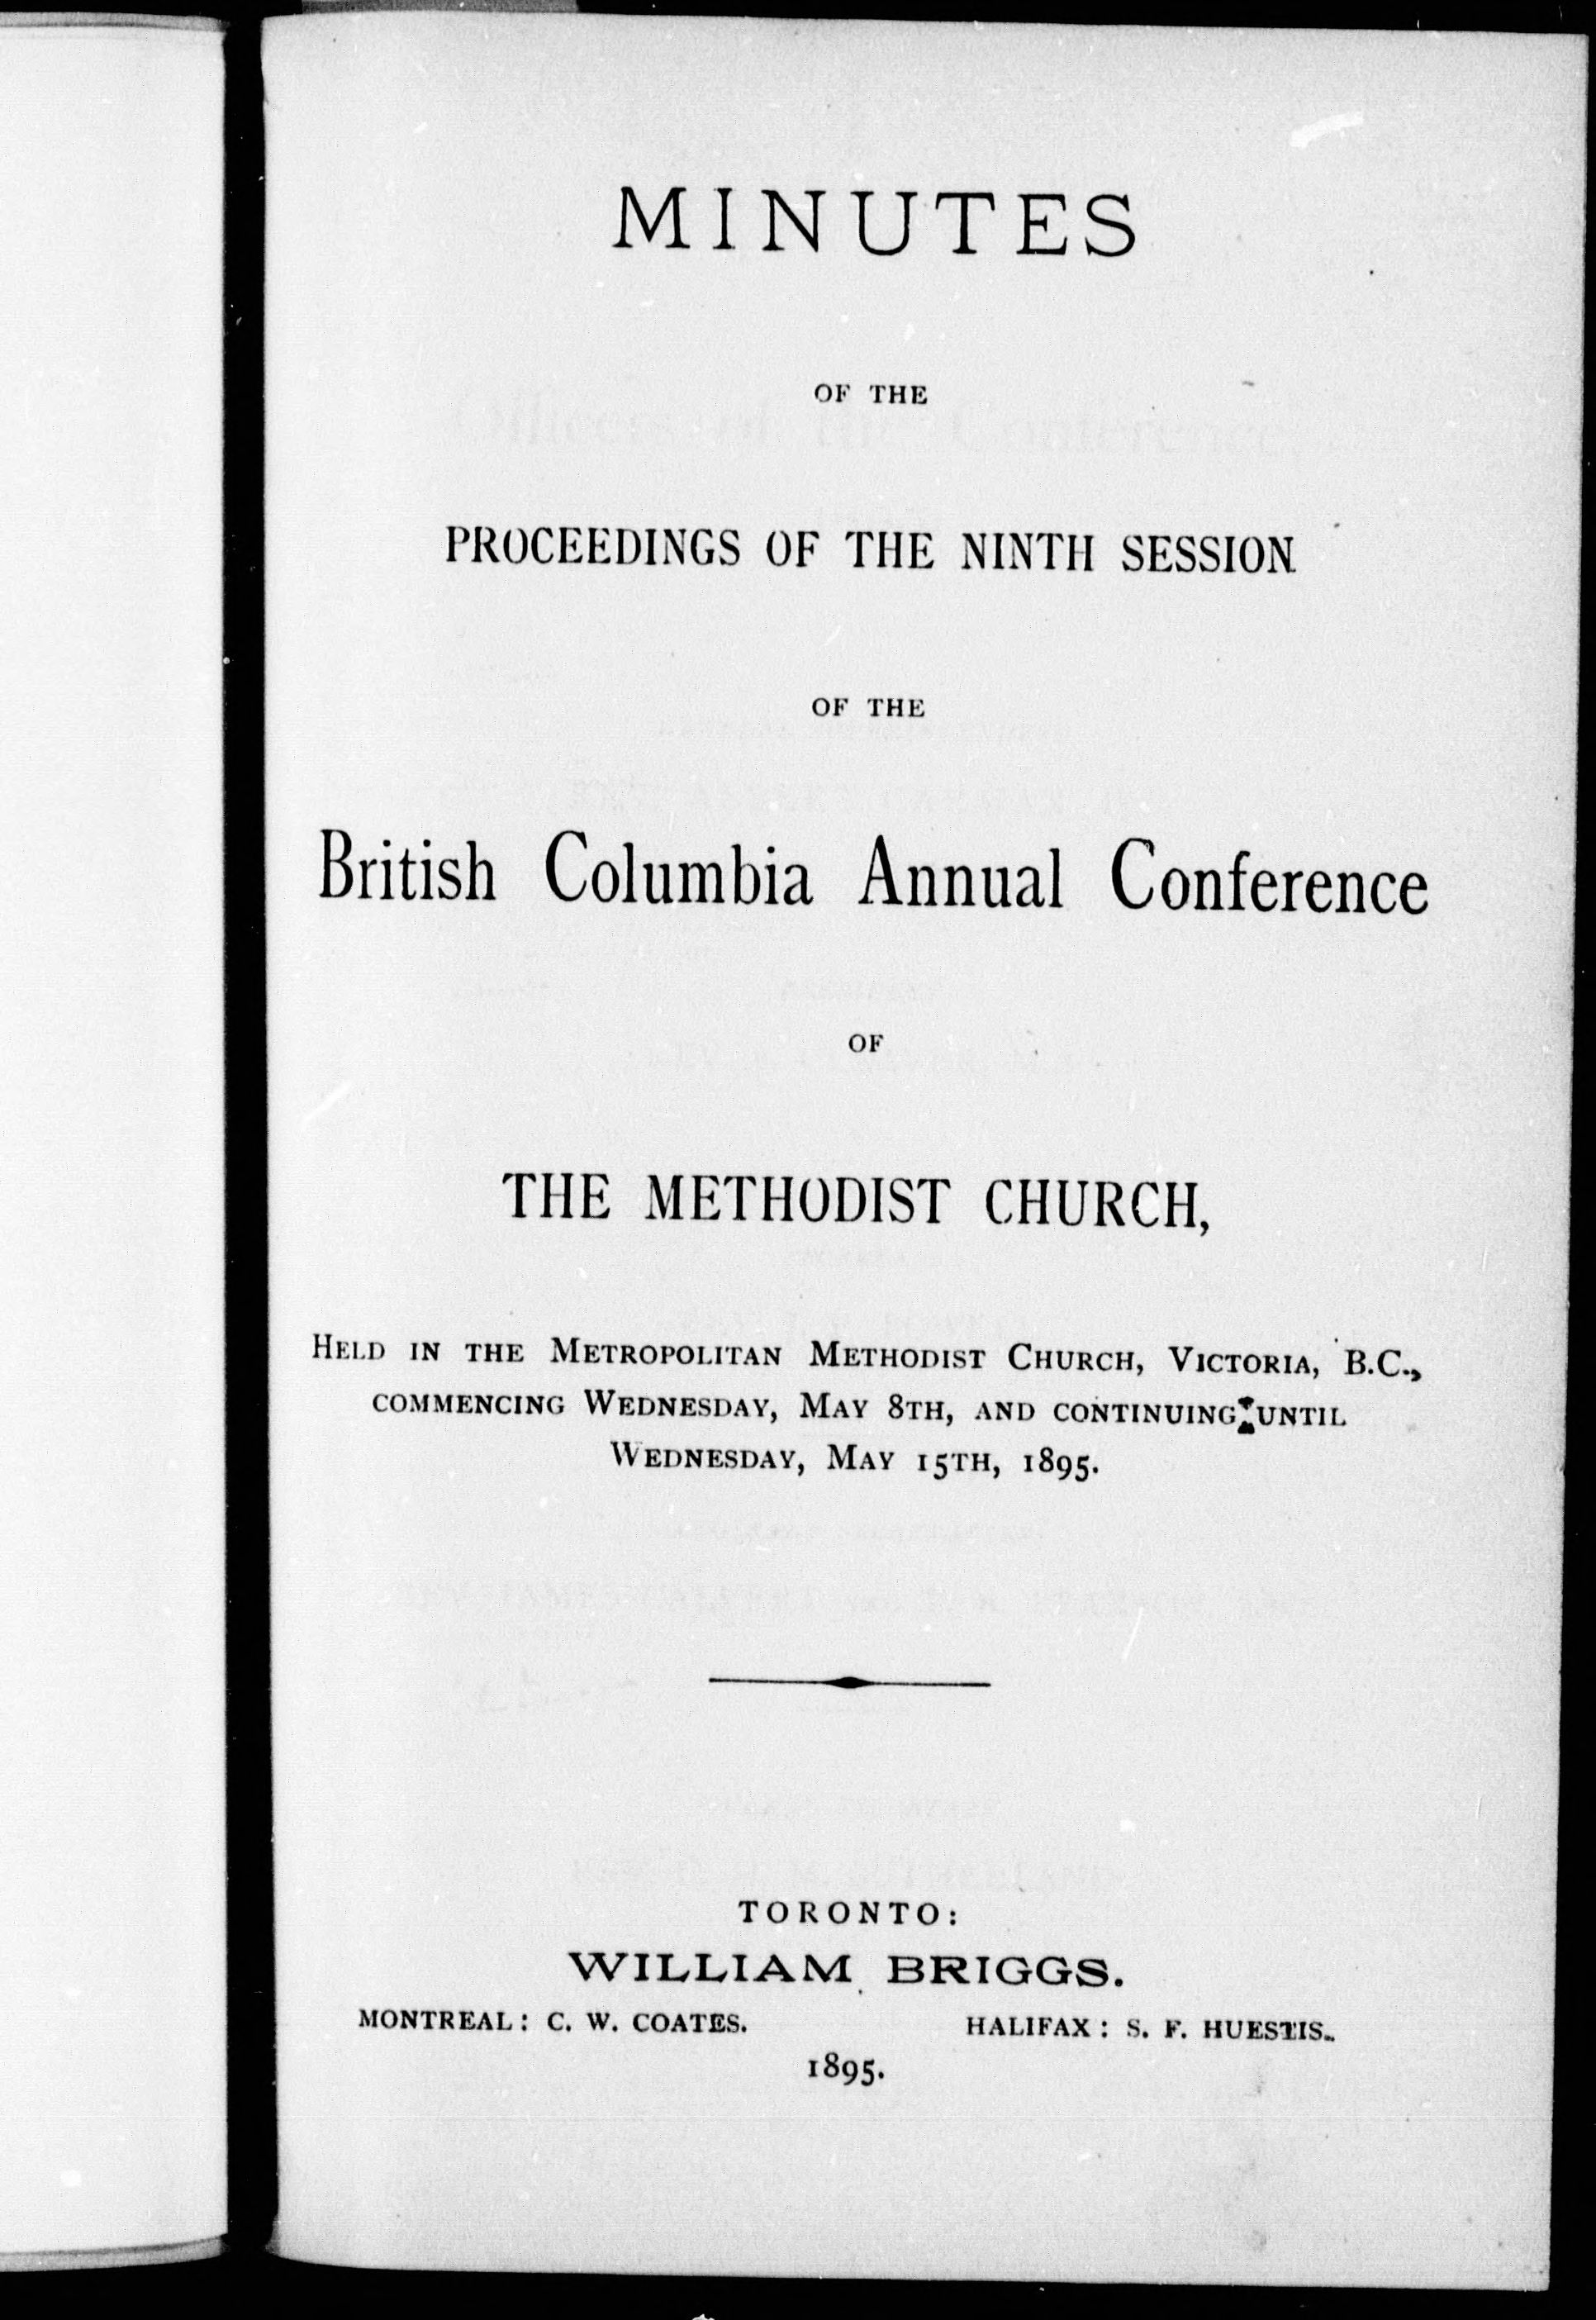 MINUTES
OF THE
PROCEEDINGS OF THE NINTH SESSION
OF THE
British Columbia Annual Conference
OF
THE METHODIST CHURCH,
HELD IN THE METROPOLITAN METHODIST CHURCH, VICTORIA, B.C.,
COMMENCING WEDNESDAY, MAY 8TH, AND CONTINUING UNTIL
WEDNESDAY, MAY 15TH, 1895.
TORONTO:
WILLIAM BRIGGS.
MONTREAL: C. W. COATES. HALIFAX: S. F. HUESTIS.
1895.